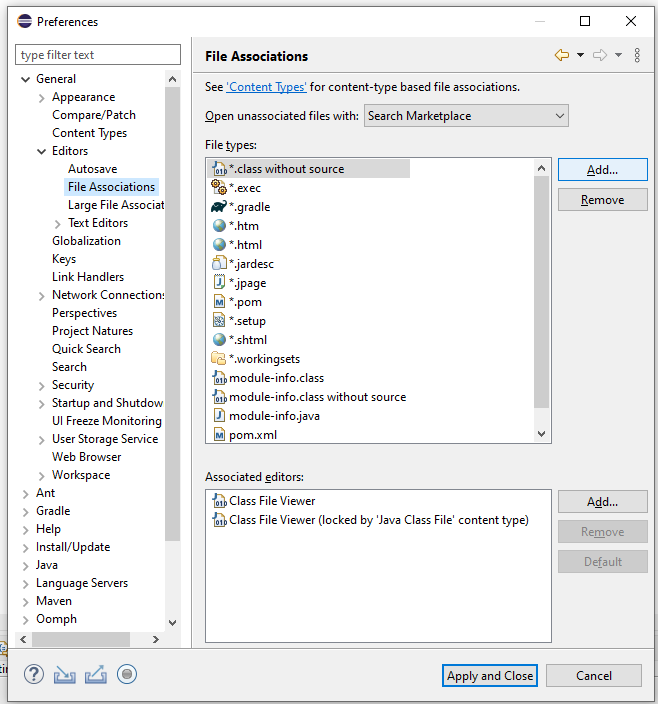 Preferences
type filter text
General
Appearance
Compare/Patch
Content Types
Editors
Autosave
File Associations
Large File Associat
Text Editors
Globalization
Keys
Link Handlers
Network Connections
Perspectives
Project Natures
Quick Search
Search
Security
Startup and Shutdow
UI Freeze Monitoring
User Storage Service
Web Browser
Workspace
Ant
Gradle
Help
Install/Update
Java
Language Servers
Maven
Oomph
File Associations
See 'Content Types' for content-type based file associations.
Open unassociated files with: Search Marketplace
File types:
*.class without source
*.exec
*.gradle
*.htm
*.html
*.jardesc
*.jpage
*.pom
*.setup
*.shtml
*.workingsets
module-info.class
module-info.class without source
module-info.java
pom.xml
Add...
Remove
Associated editors:
Class File Viewer
Class File Viewer (locked by 'Java Class File' content type)
Add...
Remove
Default
Apply and Close
Cancel